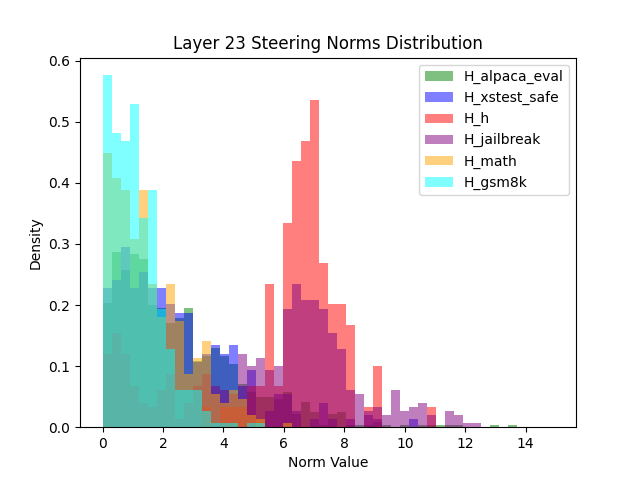 Layer 23 Steering Norms Distribution
H_alpaca_eval
H_xstest_safe
H_h
H_jailbreak
H_math
H_gsm8k
0.6
0.5
0.4
0.3
0.2
0.1
0.0
Density
0 2 4 6 8 10 12 14
Norm Value